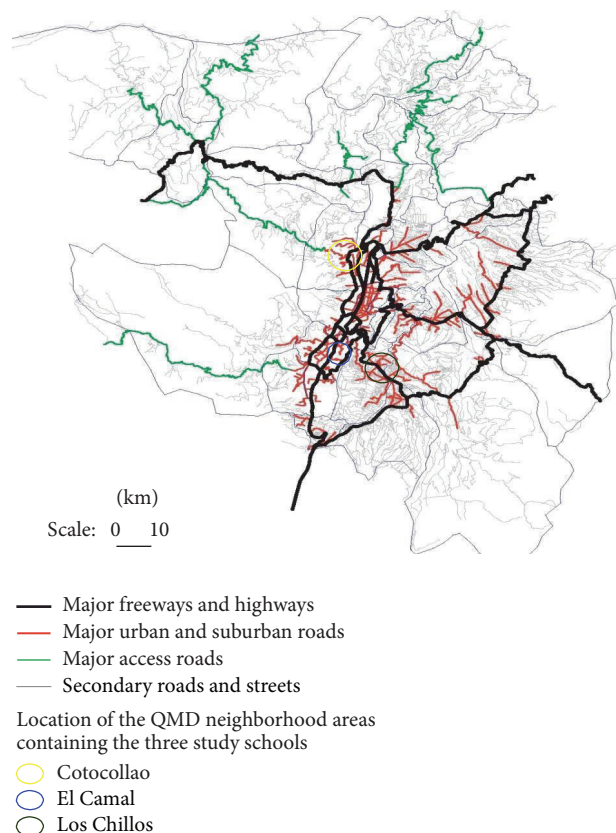 (km)
Scale: 0 10
Major freeways and highways
Major urban and suburban roads
Major access roads
Secondary roads and streets
Location of the QMD neighborhood areas
containing the three study schools
Cotocollao
El Camal
Los Chillos